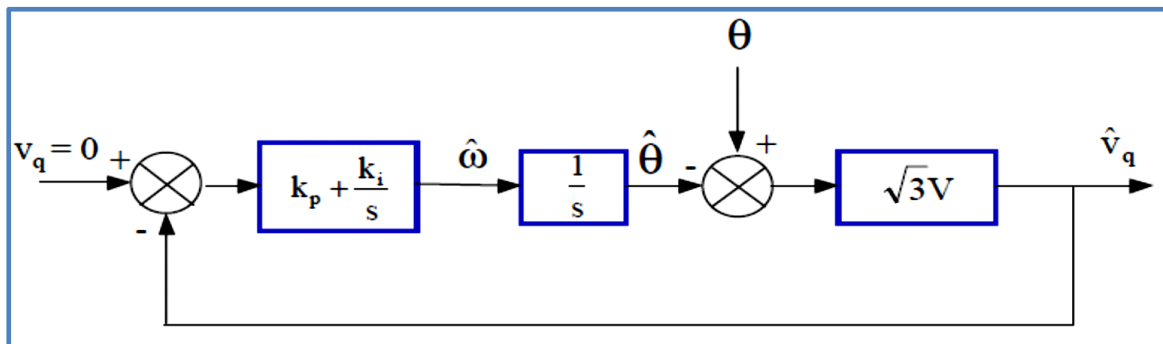 θ
v_q = 0
+
-
k_p + k_i/s
ω̂
1/s
θ̂
-
+
√3V
v̂_q